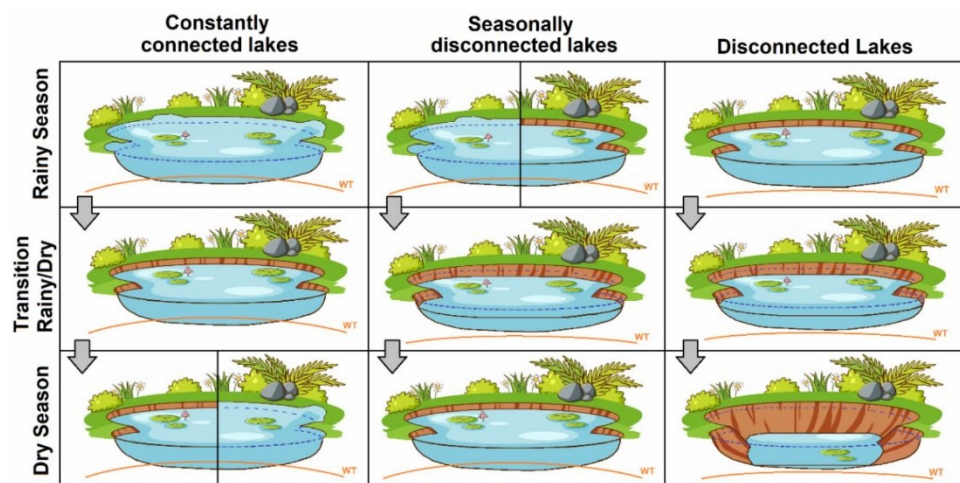 Constantly
connected lakes
Seasonally
disconnected lakes
Disconnected Lakes
Rainy Season
WT
WT
WT
Transition
Rainy/Dry
WT
WT
WT
Dry Season
WT
WT
WT